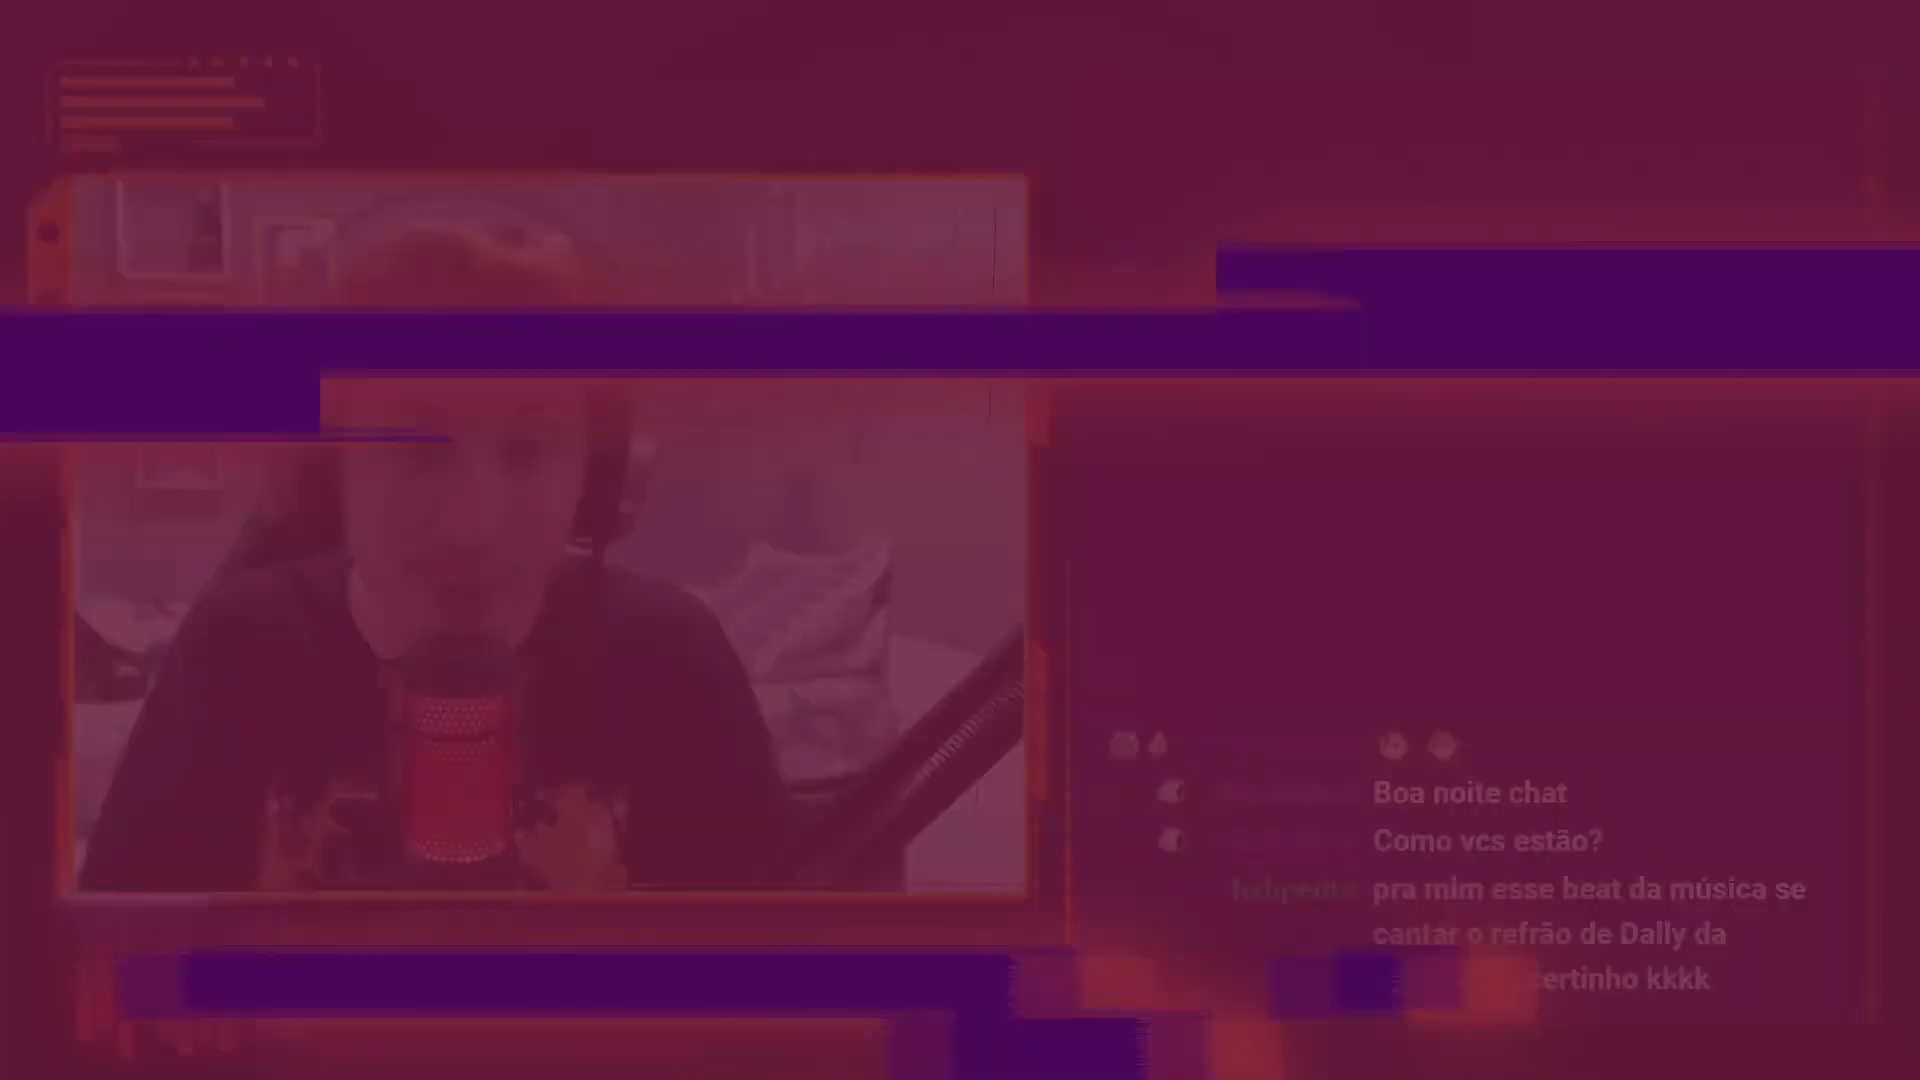 Boa noite chat
Como vcs estão?
pra mim esse beat da música se
cantar o refrão de Dally da
certinho kkkk